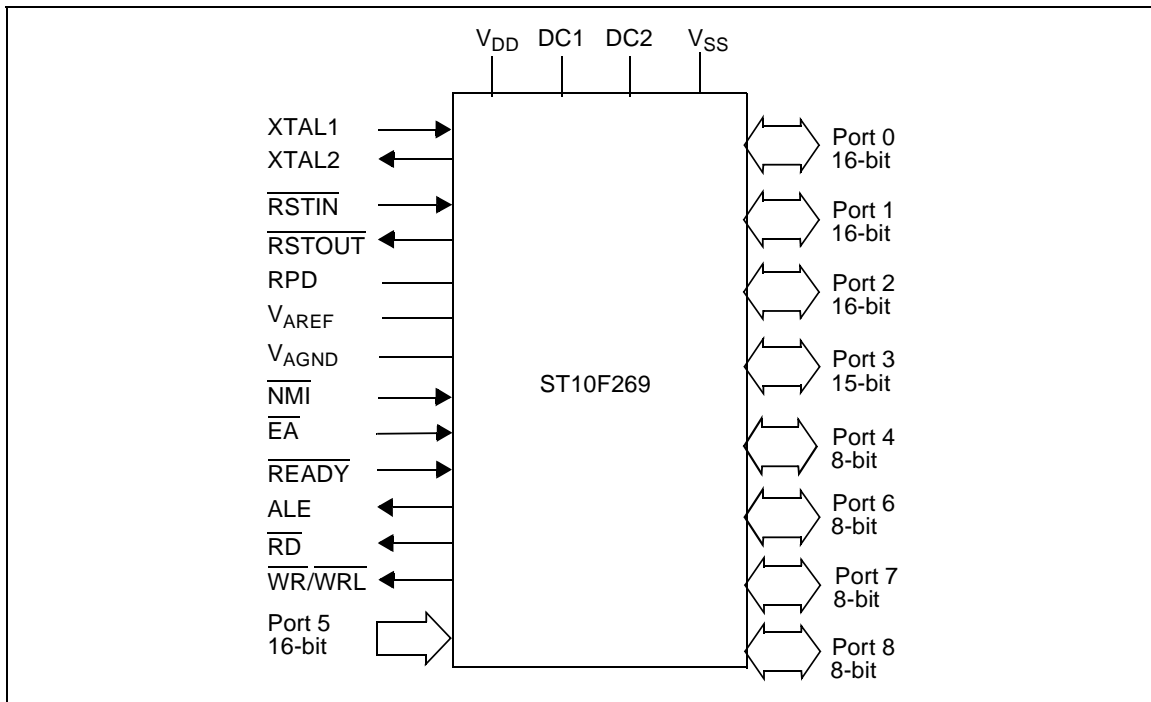 VDD DC1 DC2 VSS
XTAL1
XTAL2
RSTIN
RSTOUT
RPD
VAREF
VAGND
NMI
EA
READY
ALE
RD
WR/WRL
Port 5
16-bit
ST10F269
Port 0
16-bit
Port 1
16-bit
Port 2
16-bit
Port 3
15-bit
Port 4
8-bit
Port 6
8-bit
Port 7
8-bit
Port 8
8-bit